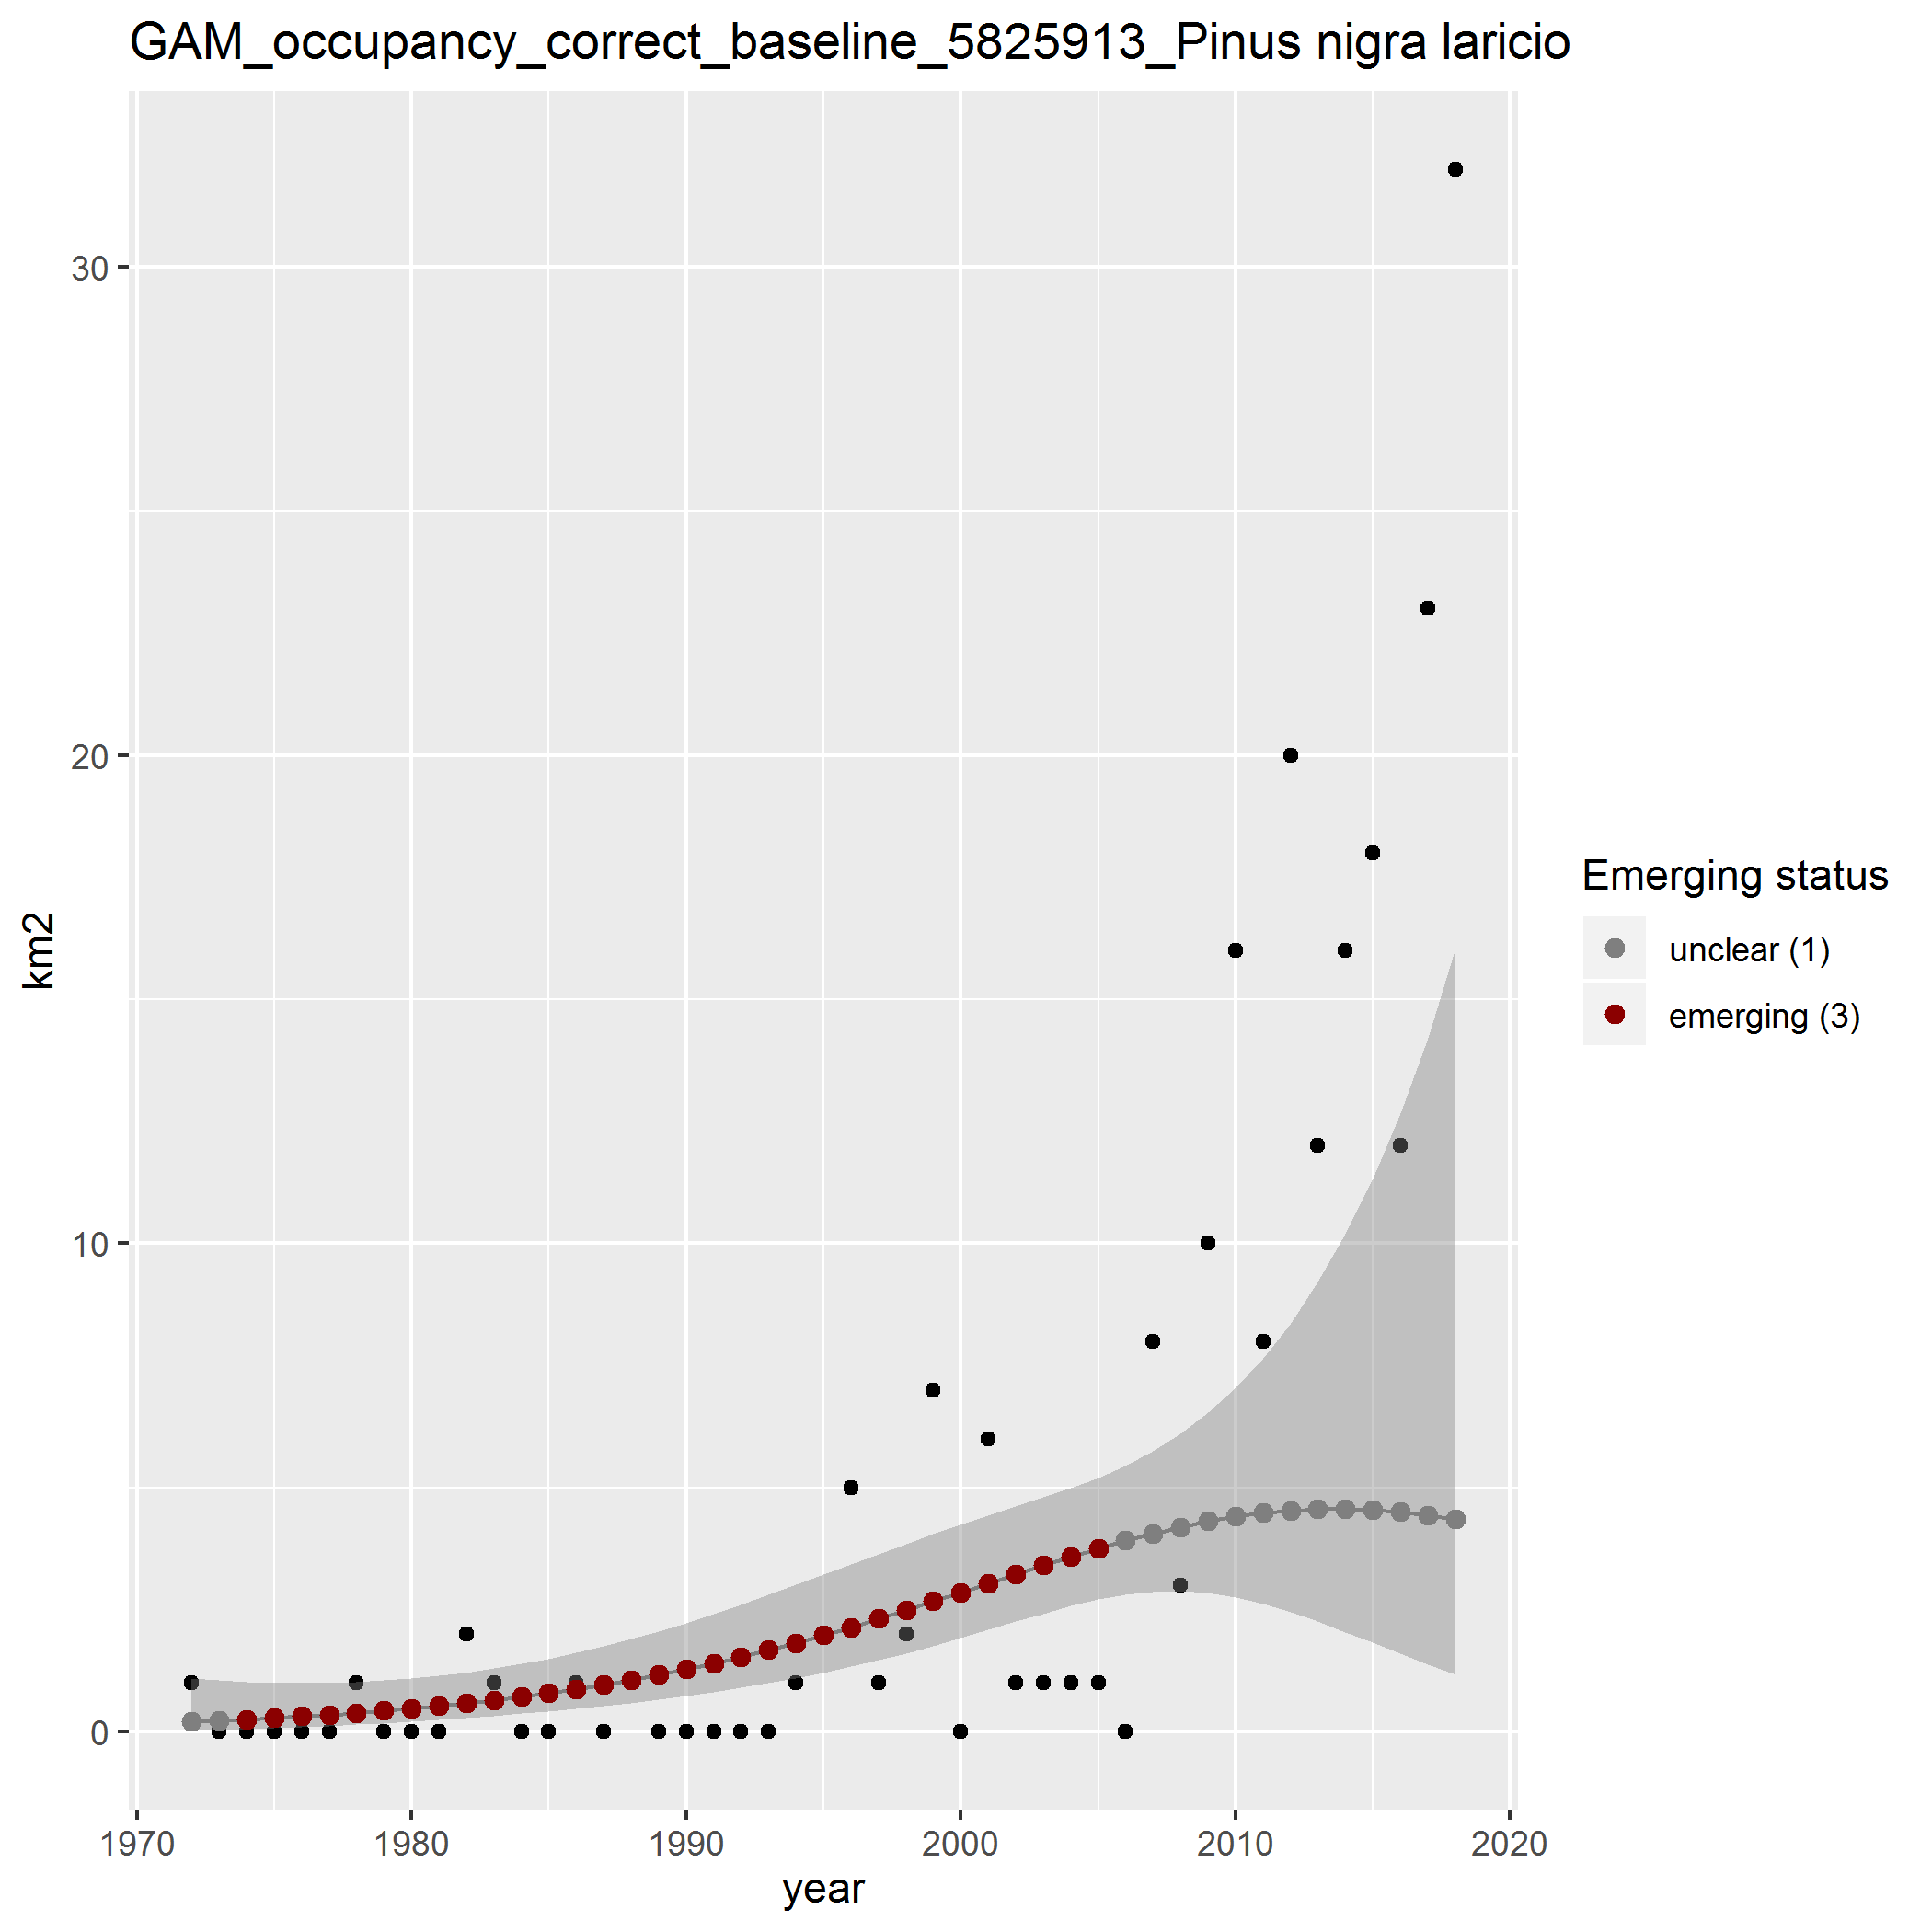 GAM_occupancy_correct_baseline_5825913_Pinus nigra laricio
km2
30
20
10
0
1970 1980 1990 2000 2010 2020
year
Emerging status
unclear (1)
emerging (3)